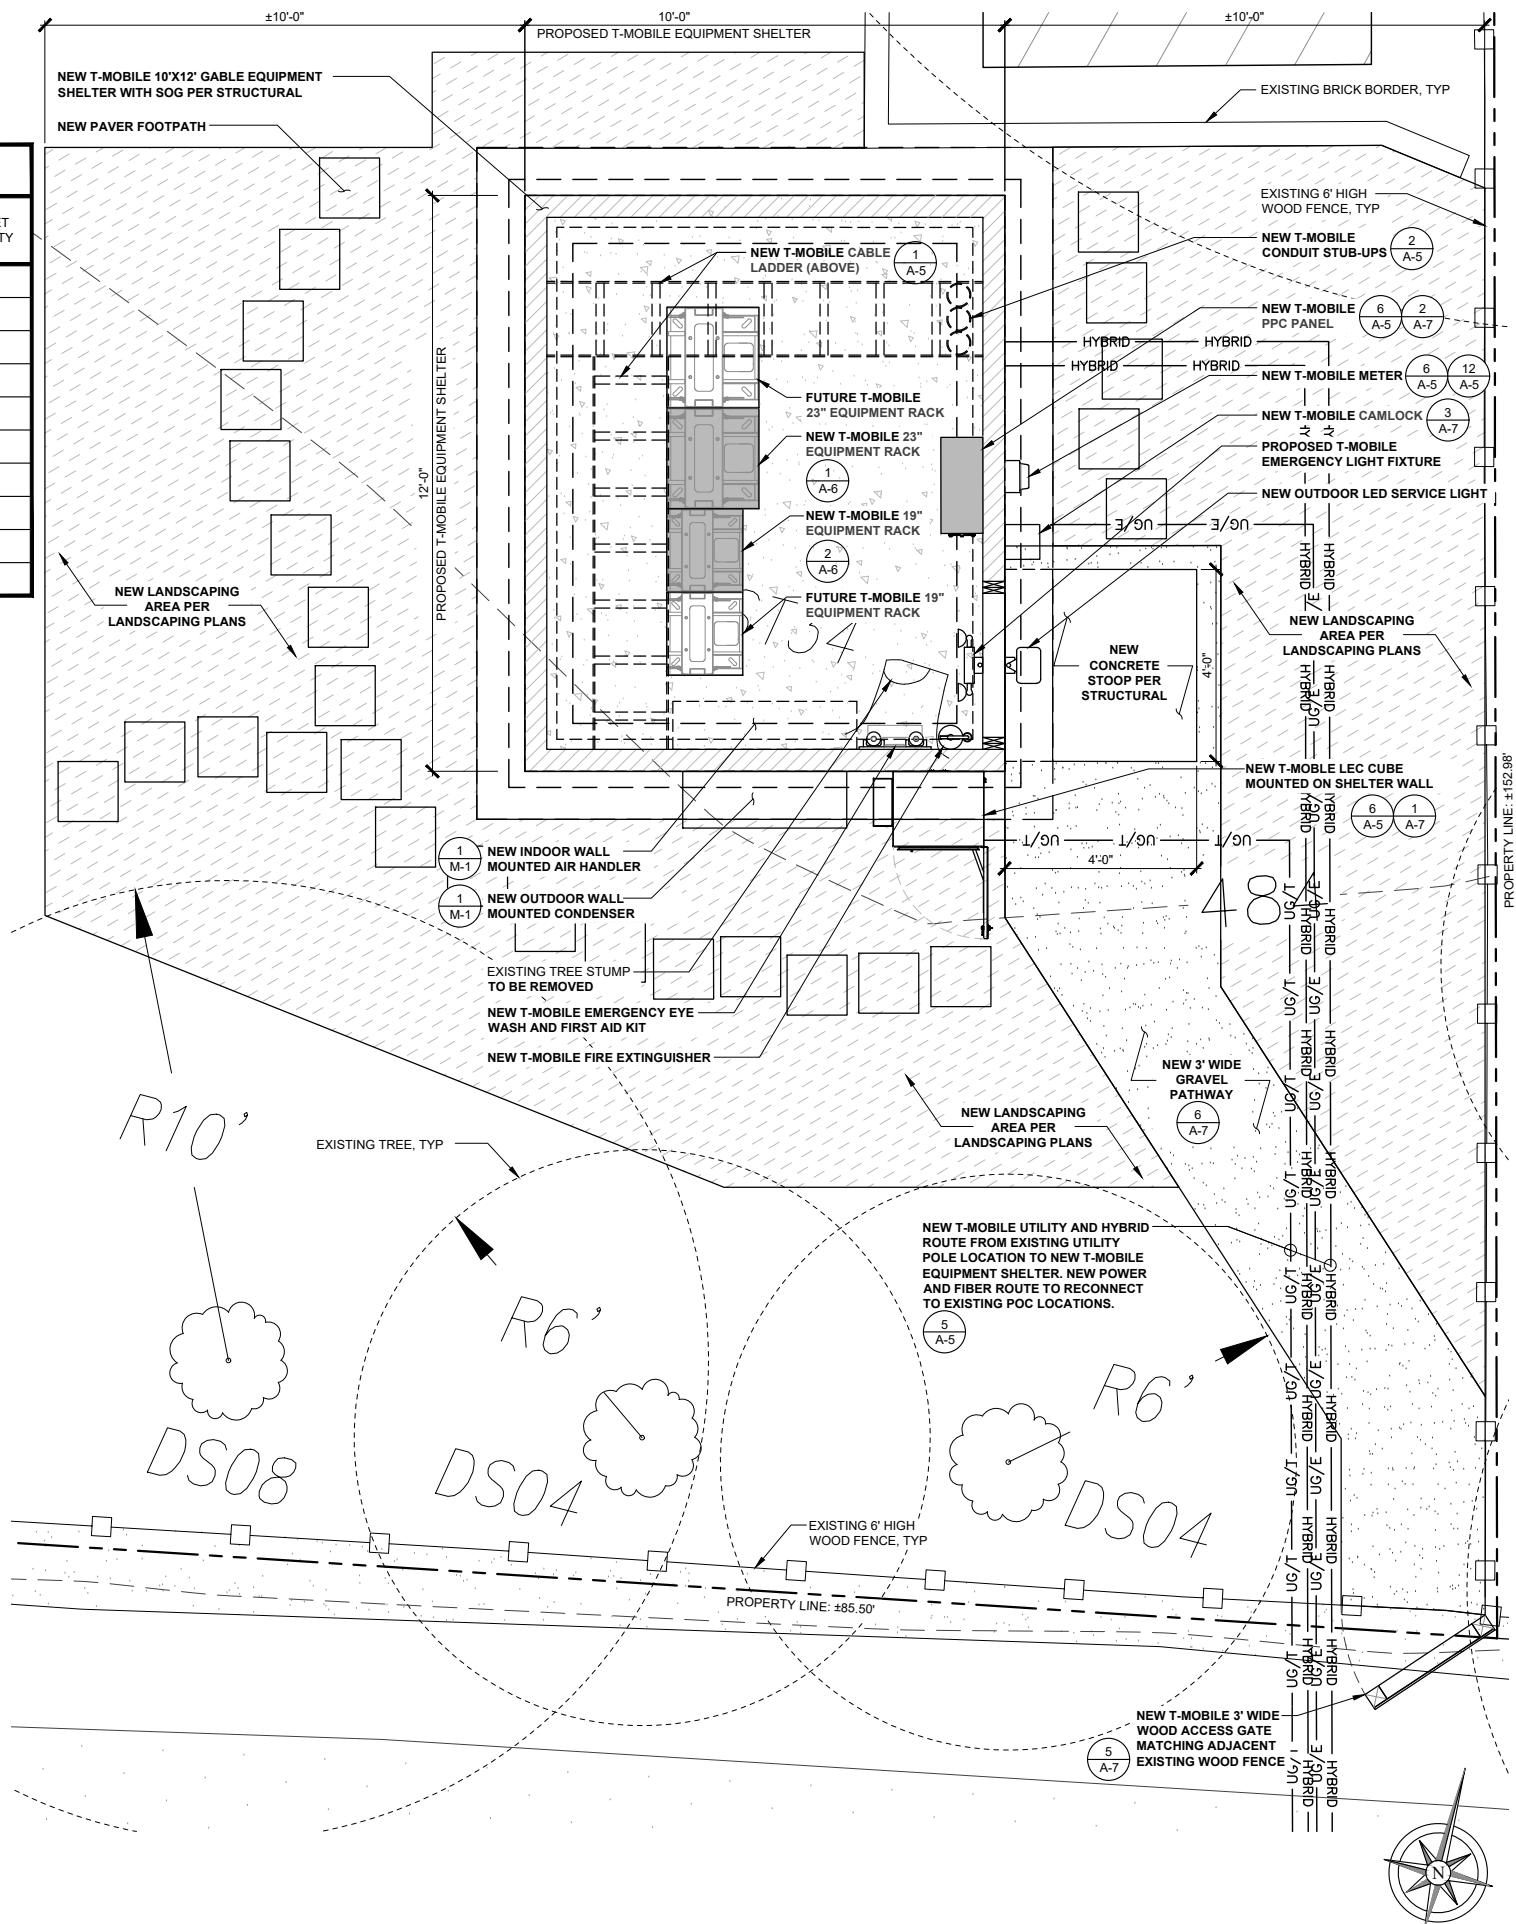 ±10'-0"
10'-0"
±10'-0"
PROPOSED T-MOBILE EQUIPMENT SHELTER
NEW T-MOBILE 10'X12' GABLE EQUIPMENT
SHELTER WITH SOG PER STRUCTURAL
NEW PAVER FOOTPATH
EXISTING BRICK BORDER, TYP
TY
EXISTING 6' HIGH
WOOD FENCE, TYP
NEW T-MOBILE
CONDUIT STUB-UPS
2
A-5
NEW T-MOBILE CABLE
LADDER (ABOVE)
1
A-5
NEW T-MOBILE
PPC PANEL
6
A-5
2
A-7
HYBRID
HYBRID
HYBRID
HYBRID
NEW T-MOBILE METER
6
A-5
12
A-5
NEW T-MOBILE CAMLOCK
3
A-7
PROPOSED T-MOBILE
EMERGENCY LIGHT FIXTURE
NEW OUTDOOR LED SERVICE LIGHT
12'-0"
PROPOSED T-MOBILE EQUIPMENT SHELTER
FUTURE T-MOBILE
23" EQUIPMENT RACK
NEW T-MOBILE 23"
EQUIPMENT RACK
1
A-6
NEW T-MOBILE 19"
EQUIPMENT RACK
2
A-6
FUTURE T-MOBILE 19"
EQUIPMENT RACK
UG/E
UG/E
NEW LANDSCAPING
AREA PER
LANDSCAPING PLANS
NEW
CONCRETE
STOOP PER
STRUCTURAL
4'-0"
NEW LANDSCAPING
AREA PER
LANDSCAPING PLANS
PROPERTY LINE: ±152.98'
NEW T-MOBLE LEC CUBE
MOUNTED ON SHELTER WALL
6
A-5
1
A-7
UG/T
UG/T
UG/T
4'-0"
48
1
M-1
NEW INDOOR WALL
MOUNTED AIR HANDLER
1
M-1
NEW OUTDOOR WALL
MOUNTED CONDENSER
EXISTING TREE STUMP
TO BE REMOVED
NEW T-MOBILE EMERGENCY EYE
WASH AND FIRST AID KIT
NEW T-MOBILE FIRE EXTINGUISHER
NEW 3' WIDE
GRAVEL
PATHWAY
6
A-7
NEW LANDSCAPING
AREA PER
LANDSCAPING PLANS
R10'
EXISTING TREE, TYP
NEW T-MOBILE UTILITY AND HYBRID
ROUTE FROM EXISTING UTILITY
POLE LOCATION TO NEW T-MOBILE
EQUIPMENT SHELTER. NEW POWER
AND FIBER ROUTE TO RECONNECT
TO EXISTING POC LOCATIONS.
5
A-5
R6'
R6'
DS08
DS04
DS04
EXISTING 6' HIGH
WOOD FENCE, TYP
PROPERTY LINE: ±85.50'
UG/T
UG/E
HYBRID
HYBRID
NEW T-MOBILE 3' WIDE
WOOD ACCESS GATE
MATCHING ADJACENT
EXISTING WOOD FENCE
5
A-7
N